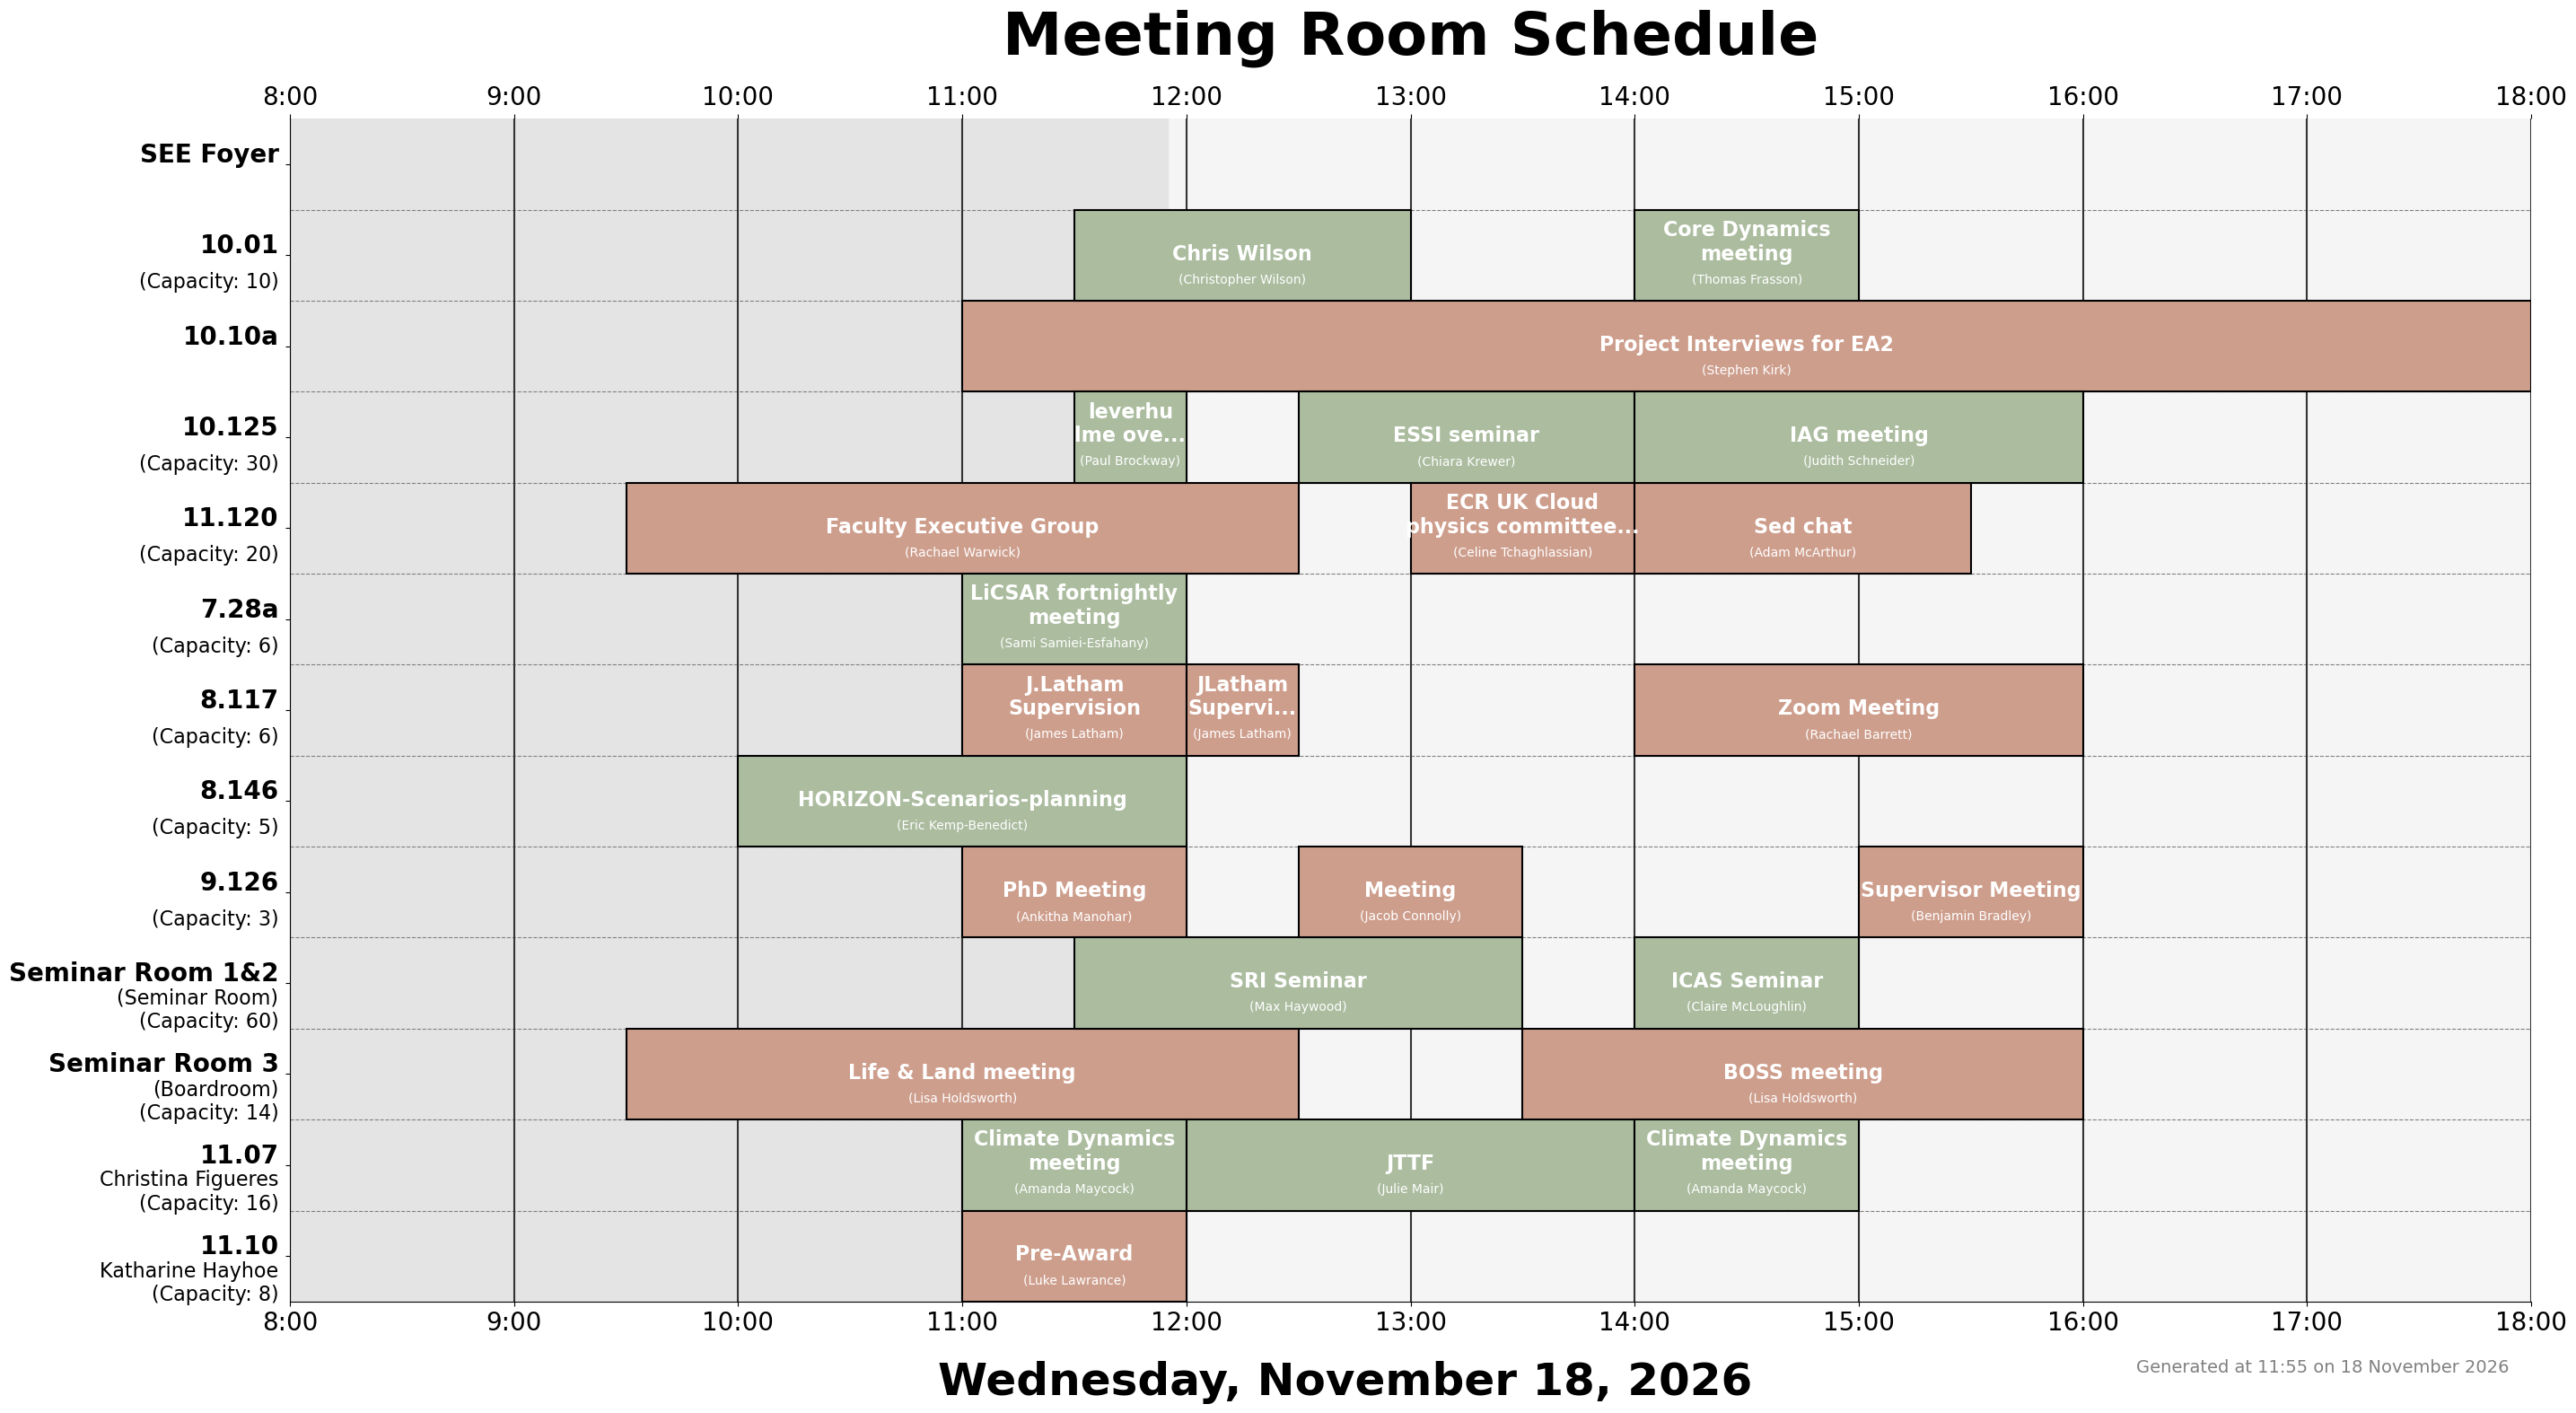 Meeting Room Schedule
8:00 9:00 10:00 11:00 12:00 13:00 14:00 15:00 16:00 17:00 18:00
SEE Foyer
10.01
(Capacity: 10)
Chris Wilson
(Christopher Wilson)
Core Dynamics
meeting
(Thomas Frasson)
10.10a
Project Interviews for EA2
(Stephen Kirk)
10.125
(Capacity: 30)
leverhu
lme ove...
(Paul Brockway)
ESSI seminar
(Chiara Krewer)
IAG meeting
(Judith Schneider)
11.120
(Capacity: 20)
Faculty Executive Group
(Rachael Warwick)
ECR UK Cloud
physics committee...
(Celine Tchaghlassian)
Sed chat
(Adam McArthur)
7.28a
(Capacity: 6)
LiCSAR fortnightly
meeting
(Sami Samiei-Esfahany)
8.117
(Capacity: 6)
J.Latham
Supervision
(James Latham)
JLatham
Supervi...
(James Latham)
Zoom Meeting
(Rachael Barrett)
8.146
(Capacity: 5)
HORIZON-Scenarios-planning
(Eric Kemp-Benedict)
9.126
(Capacity: 3)
PhD Meeting
(Ankitha Manohar)
Meeting
(Jacob Connolly)
Supervisor Meeting
(Benjamin Bradley)
Seminar Room 1&2
(Seminar Room)
(Capacity: 60)
SRI Seminar
(Max Haywood)
ICAS Seminar
(Claire McLoughlin)
Seminar Room 3
(Boardroom)
(Capacity: 14)
Life & Land meeting
(Lisa Holdsworth)
BOSS meeting
(Lisa Holdsworth)
11.07
Christina Figueres
(Capacity: 16)
Climate Dynamics
meeting
(Amanda Maycock)
JTTF
(Julie Mair)
Climate Dynamics
meeting
(Amanda Maycock)
11.10
Katharine Hayhoe
(Capacity: 8)
Pre-Award
(Luke Lawrance)
8:00 9:00 10:00 11:00 12:00 13:00 14:00 15:00 16:00 17:00 18:00
Wednesday, November 18, 2026
Generated at 11:55 on 18 November 2026